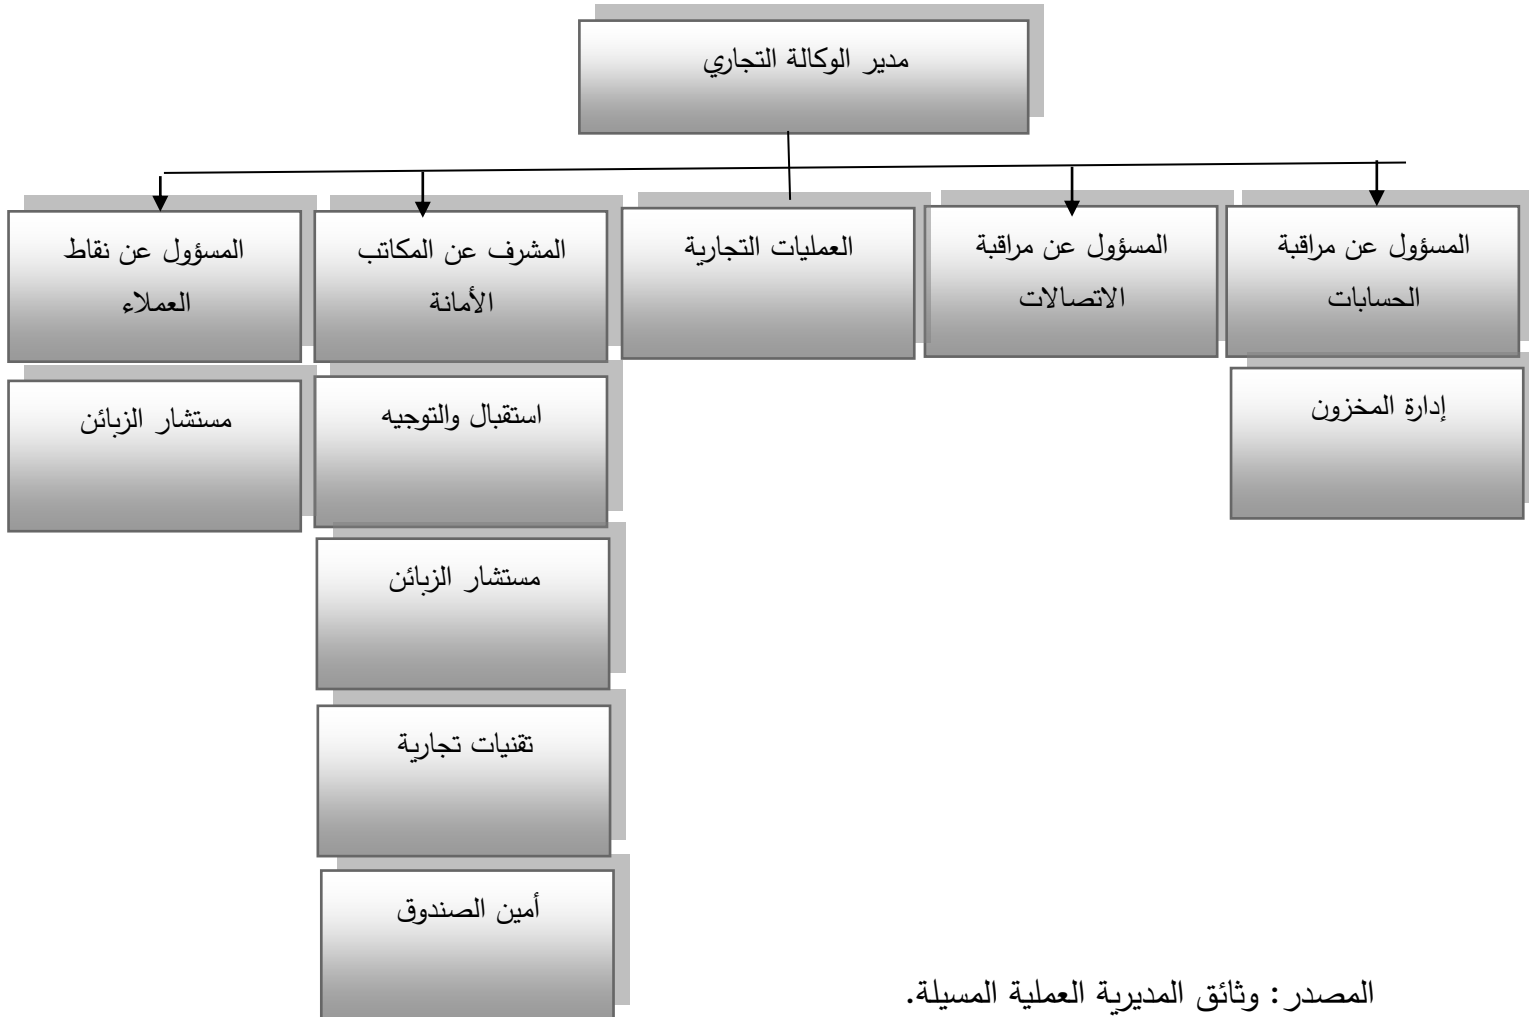 مدير الوكالة التجاري
المسؤول عن مراقبة
الحسابات
المسؤول عن مراقبة
الاتصالات
العمليات التجارية
المشرف عن المكاتب
الأمانة
المسؤول عن نقاط
العملاء
إدارة المخزون
استقبال والتوجيه
مستشار الزبائن
مستشار الزبائن
تقنيات تجارية
أمين الصندوق
المصدر: وثائق المديرية العملية المسيلة.